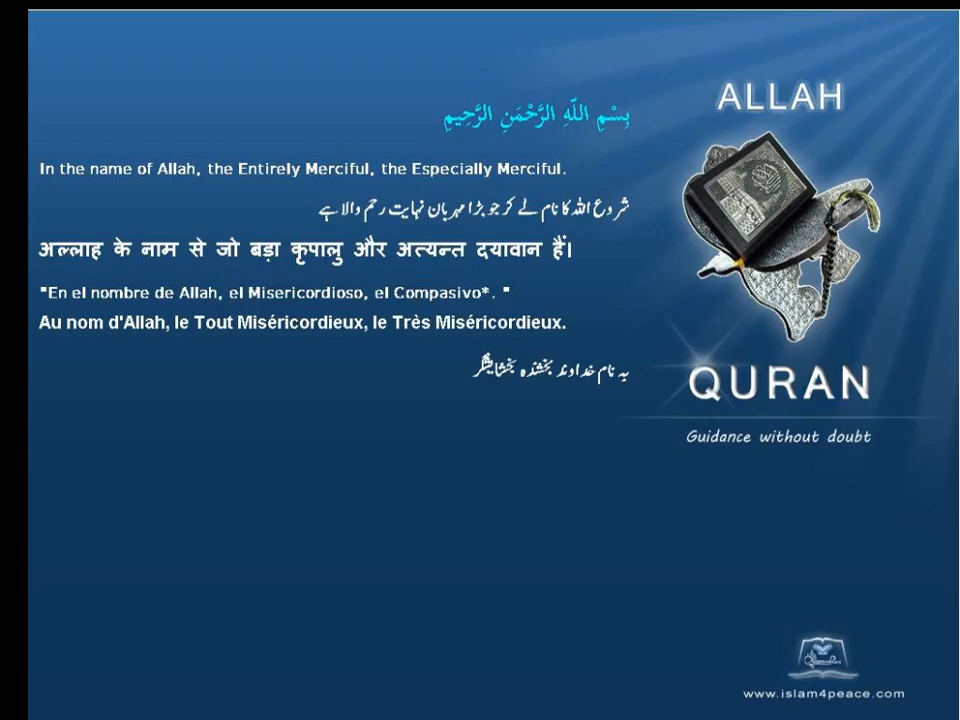 بِسْمِ اللَّهِ الرَّحْمَنِ الرَّحِيمِ
In the name of Allah, the Entirely Merciful, the Especially Merciful.
شروع الله کا نام لے کر جو بڑا مہربان نہایت رحم والا ہے
अल्लाह के नाम से जो बड़ा कृपालु और अत्यन्त दयावान हैं।
"En el nombre de Allah, el Misericordioso, el Compasivo*. "
Au nom d'Allah, le Tout Miséricordieux, le Très Miséricordieux.
به نام خداوند بخشنده بخشایشگر
ALLAH
QURAN
Guidance without doubt
www.islam4peace.com